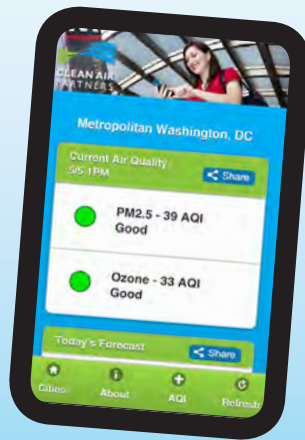 CLEAN AIR
PARTNERS
Metropolitan Washington, DC
Current Air Quality
5/5 1PM
Share
PM2.5 - 39 AQI
Good
Ozone - 33 AQI
Good
Today's Forecast
Share
Cities
About
AQI
Refresh